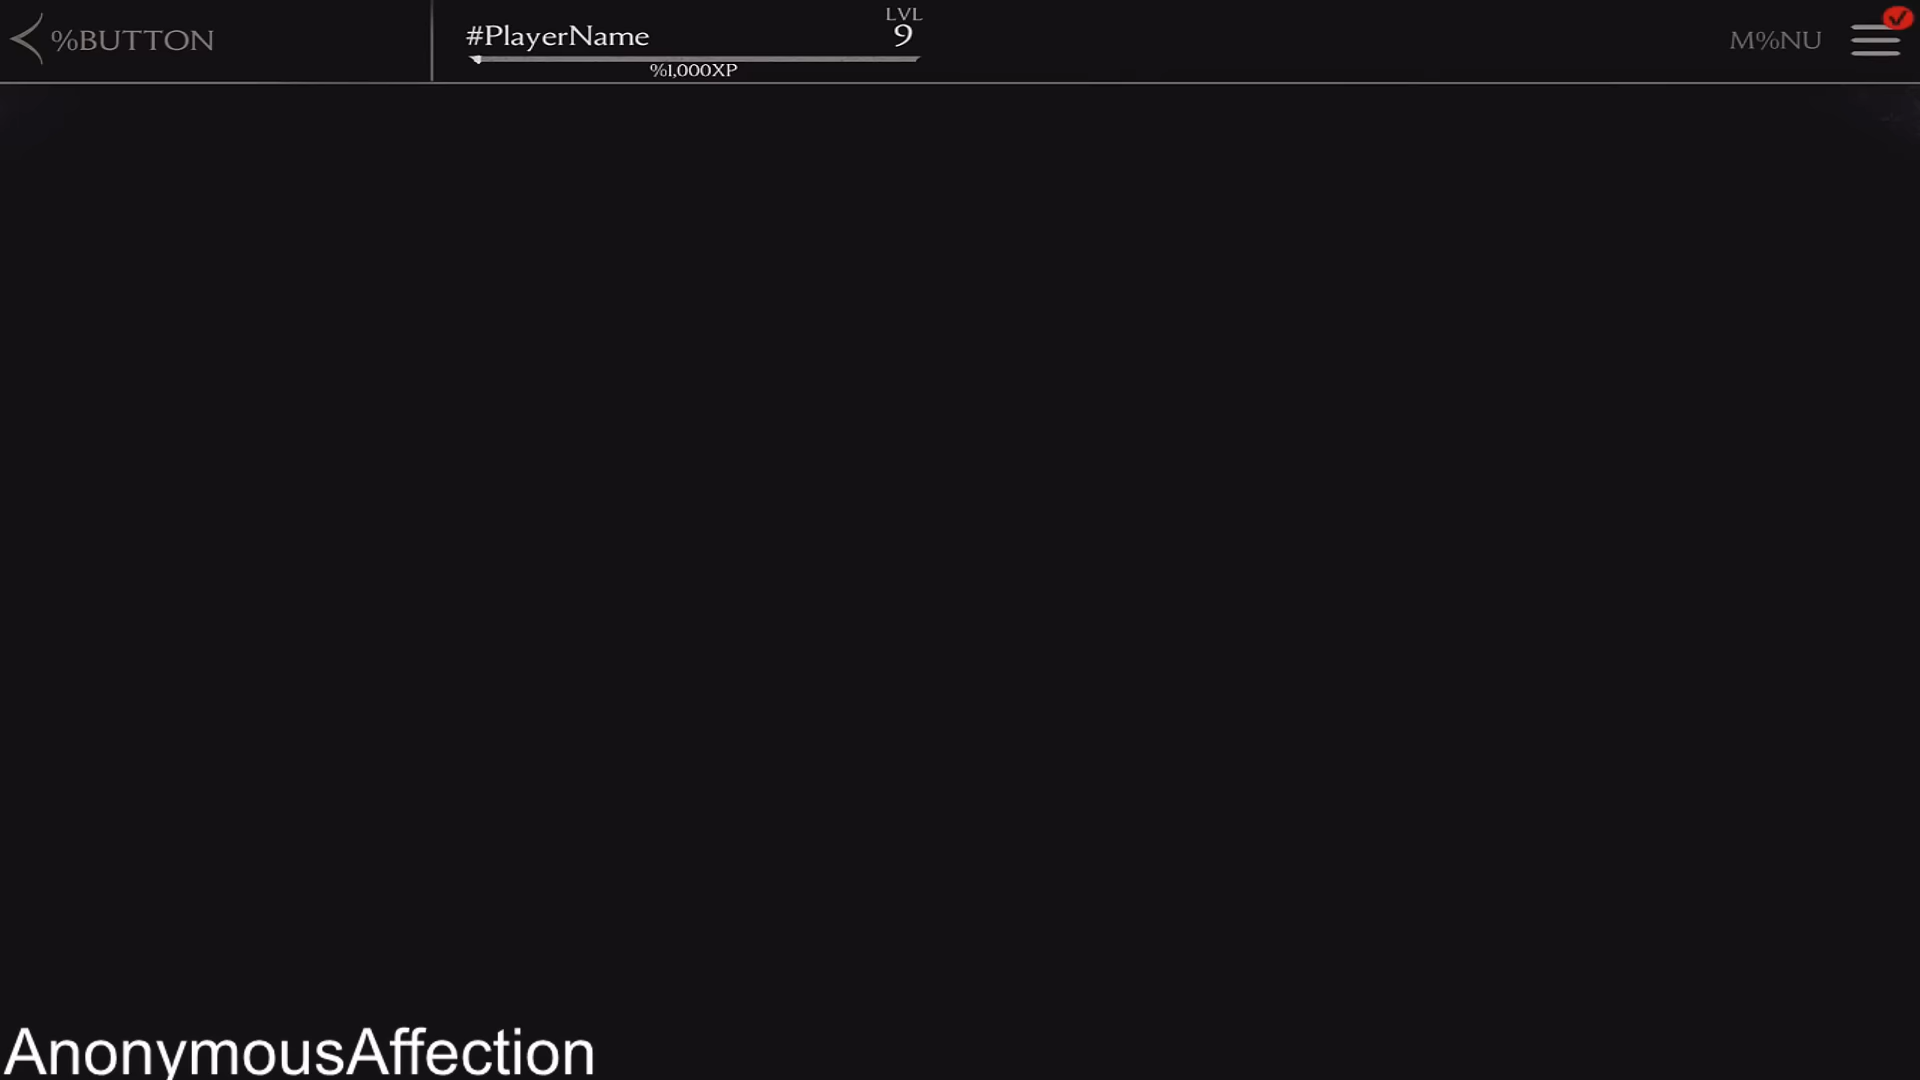 %BUTTON
#PlayerName
LVL
9
%1,000XP
M%NU
AnonymousAffection